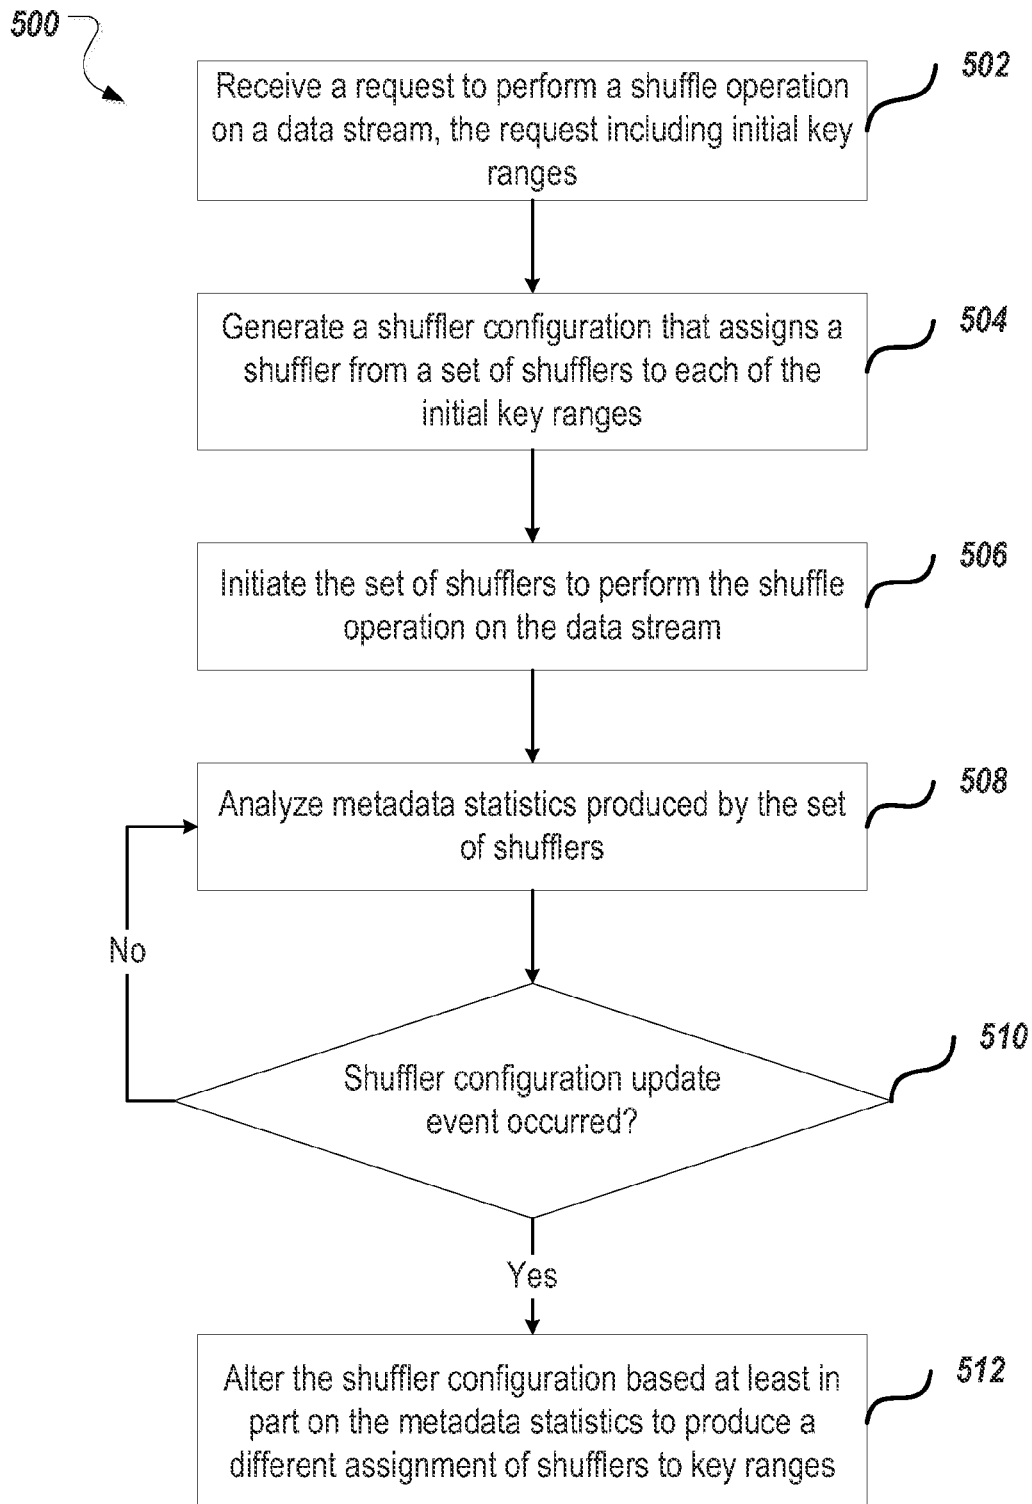 500
502
Receive a request to perform a shuffle operation
on a data stream, the request including initial key
ranges
504
Generate a shuffler configuration that assigns a
shuffler from a set of shufflers to each of the
initial key ranges
506
Initiate the set of shufflers to perform the shuffle
operation on the data stream
508
Analyze metadata statistics produced by the set
of shufflers
No
510
Shuffler configuration update
event occurred?
Yes
512
Alter the shuffler configuration based at least in
part on the metadata statistics to produce a
different assignment of shufflers to key ranges